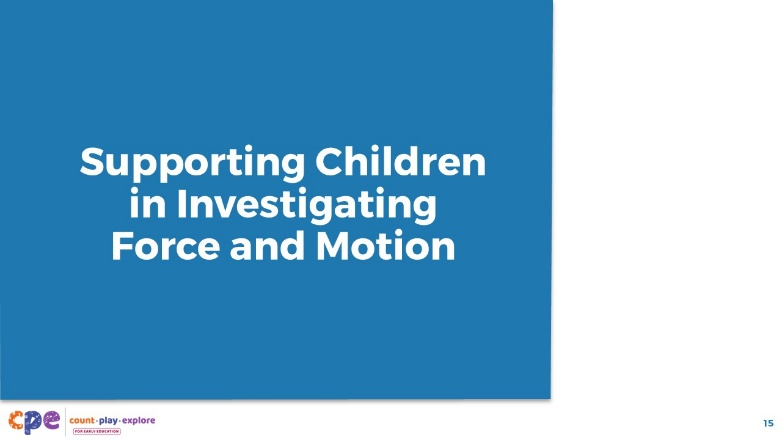 Supporting Children
in Investigating
Force and Motion
cpe
count·play·explore
FOR EARLY EDUCATION
15